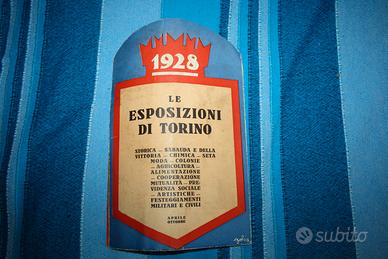 1928
LE
ESPOSIZIONI
DI TORINO
STORICA - SABAUDA E DELLA
VITTORIA - CHIMICA - SETA
MODA - COLONIE
- AGRICOLTURA -
ALIMENTAZIONE
- COOPERAZIONE
MUTUALITÀ - PRE-
VIDENZA SOCIALE
- ARTISTICHE -
FESTEGGIAMENTI
MILITARI E CIVILI
APRILE
OTTOBRE
subito